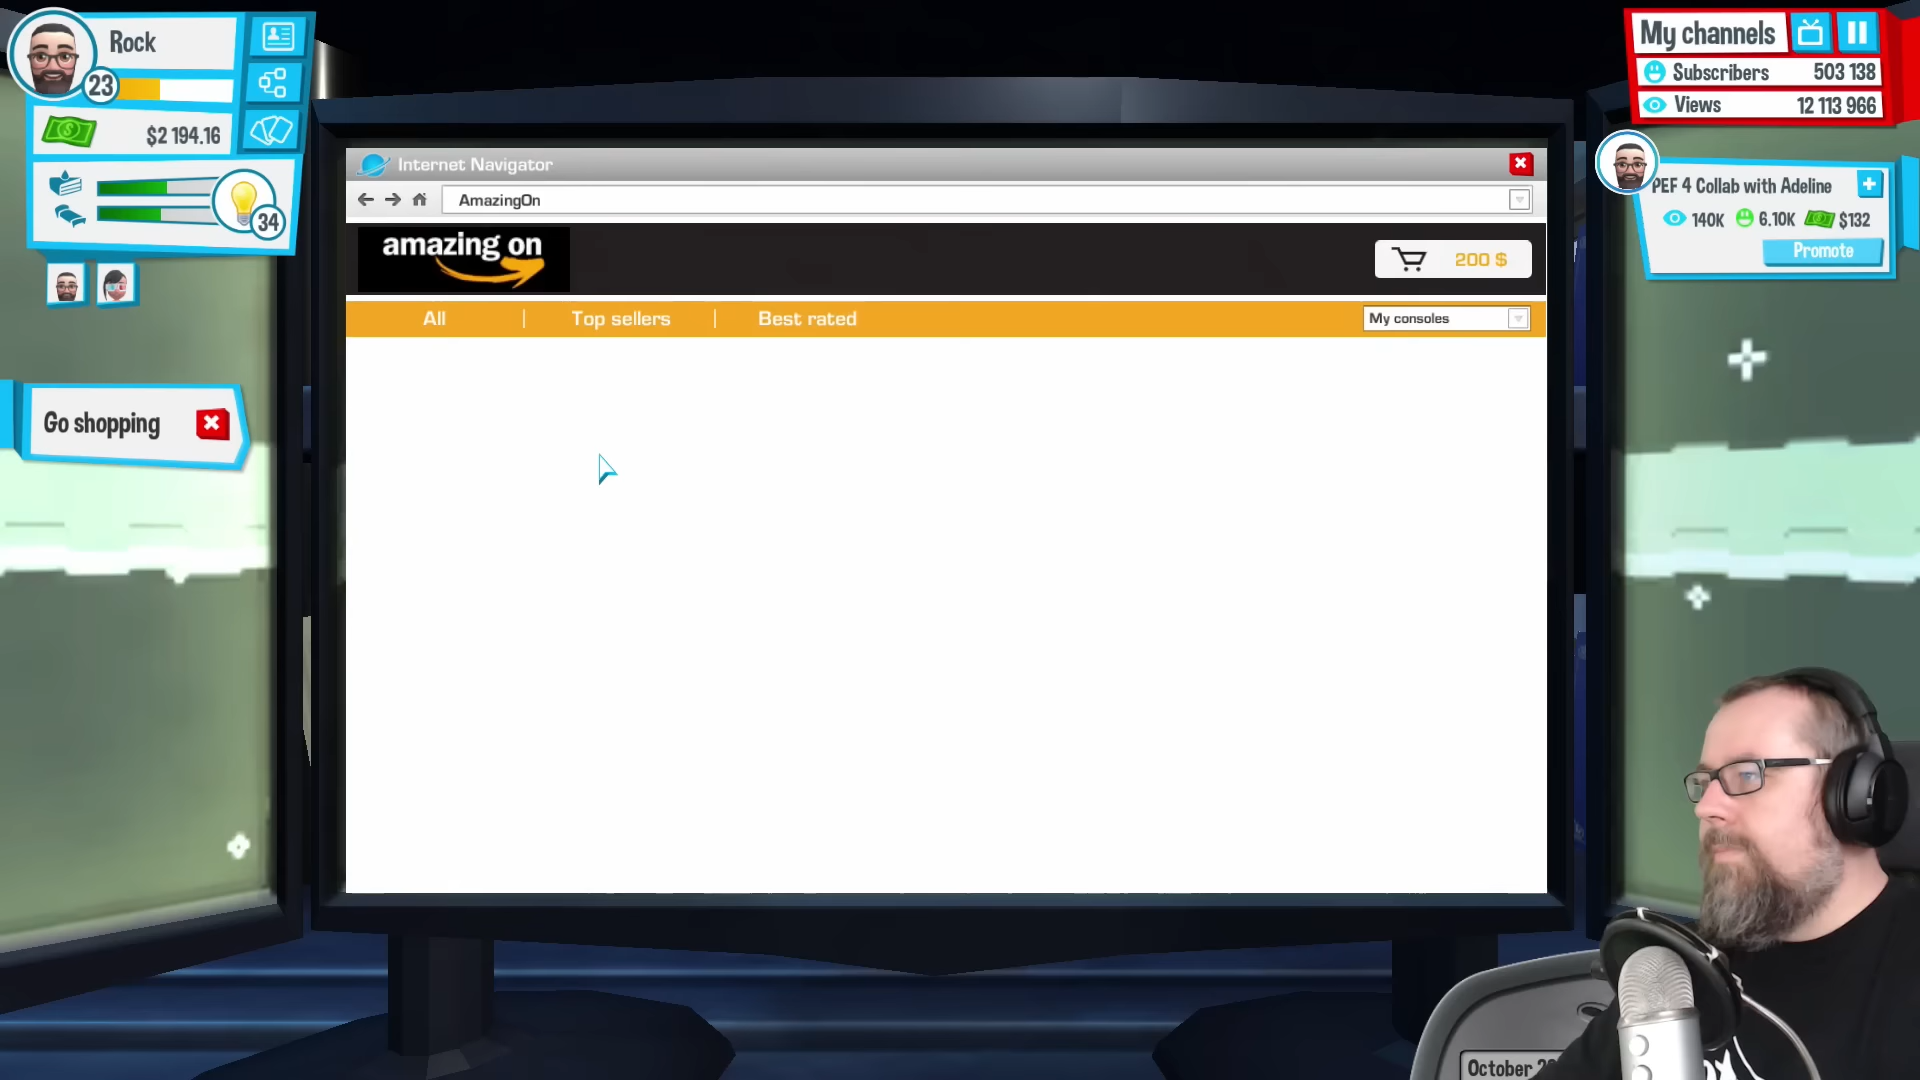 Rock
23
$2 194.16
34
Go shopping
Internet Navigator
AmazingOn
amazing on
200 $
All | Top sellers | Best rated
My consoles
My channels
Subscribers 503 138
Views 12 113 966
PEF 4 Collab with Adeline
140K 6.10K $132
Promote
October